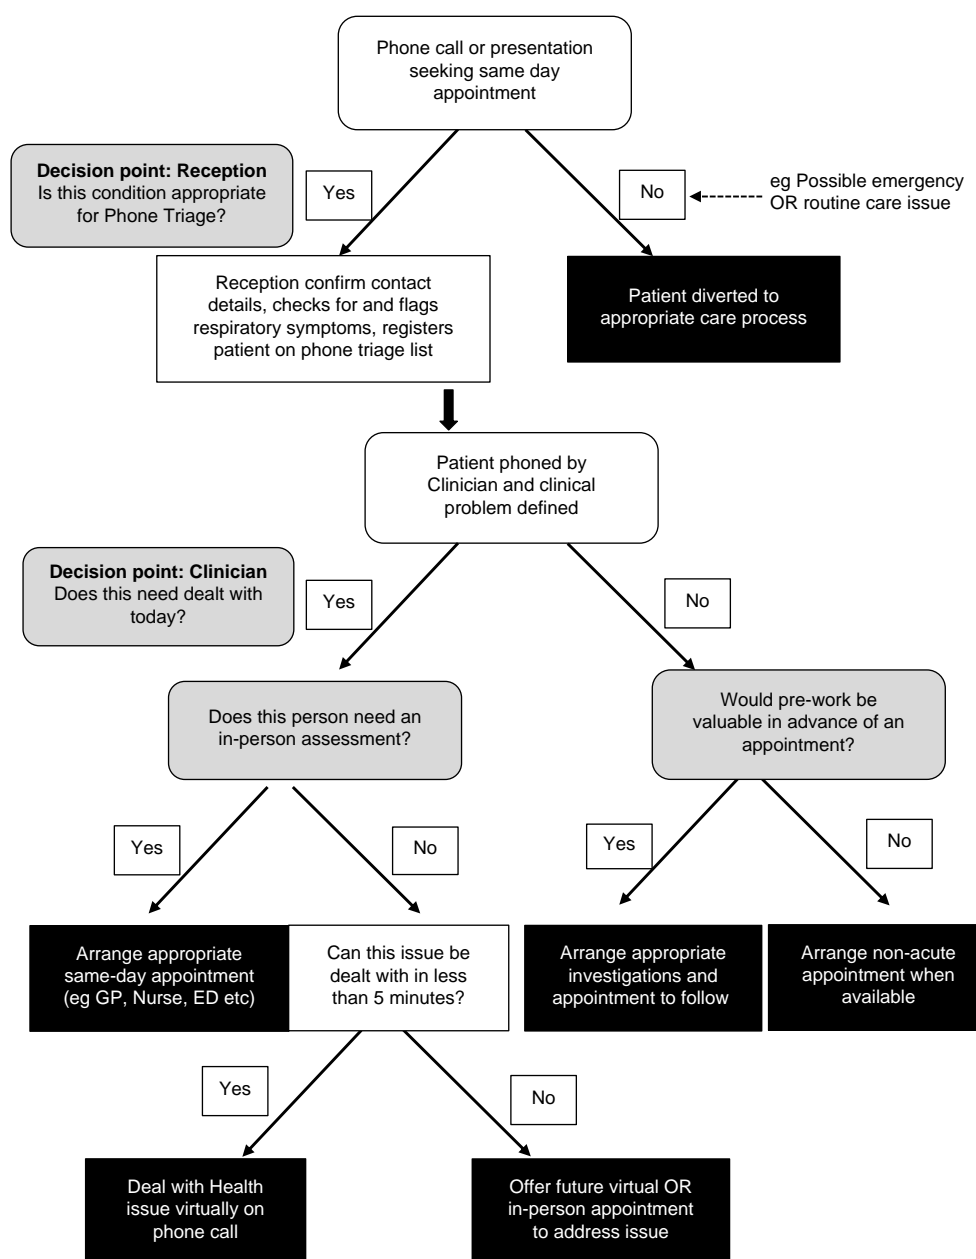 Phone call or presentation
seeking same day
appointment
Decision point: Reception
Is this condition appropriate
for Phone Triage?
Yes
No
eg Possible emergency
OR routine care issue
Reception confirm contact
details, checks for and flags
respiratory symptoms, registers
patient on phone triage list
Patient diverted to
appropriate care process
Patient phoned by
Clinician and clinical
problem defined
Decision point: Clinician
Does this need dealt with
today?
Yes
No
Does this person need an
in-person assessment?
Would pre-work be
valuable in advance of an
appointment?
Yes
No
Yes
No
Arrange appropriate
same-day appointment
(eg GP, Nurse, ED etc)
Can this issue be
dealt with in less
than 5 minutes?
Arrange appropriate
investigations and
appointment to follow
Arrange non-acute
appointment when
available
Yes
No
Deal with Health
issue virtually on
phone call
Offer future virtual OR
in-person appointment
to address issue